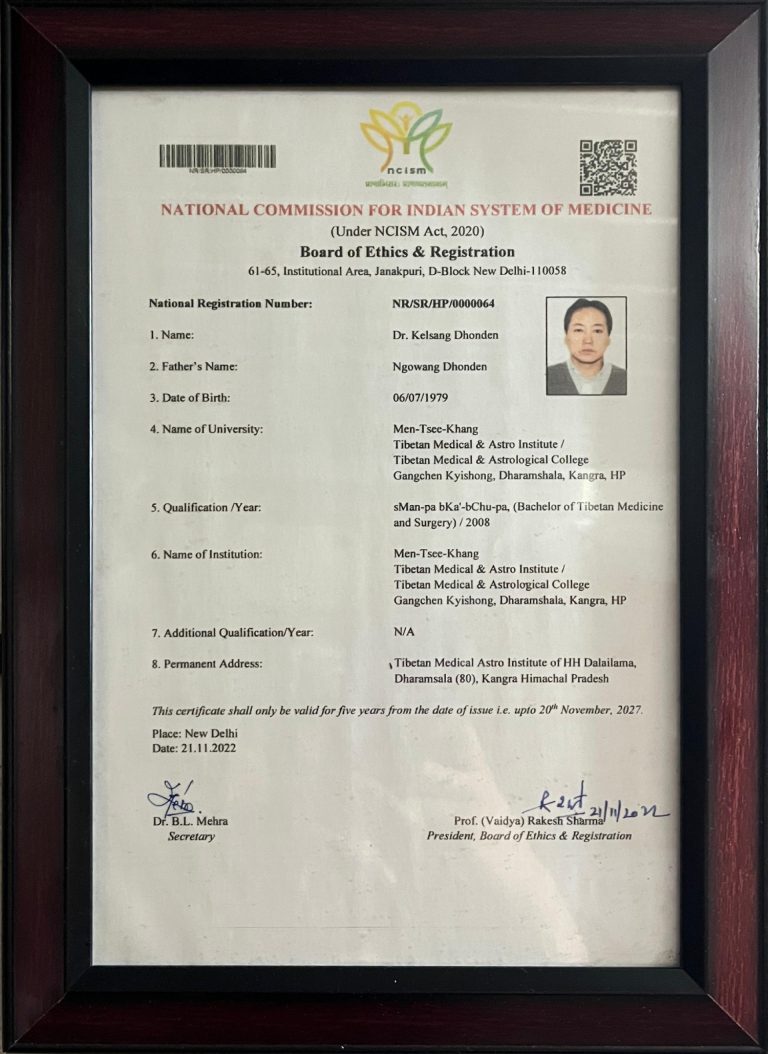 NR/SR/HP/0000064
ncism
NATIONAL COMMISSION FOR INDIAN SYSTEM OF MEDICINE
(Under NCISM Act, 2020)
Board of Ethics & Registration
61-65, Institutional Area, Janakpuri, D-Block New Delhi-110058
National Registration Number: NR/SR/HP/0000064
1. Name: Dr. Kelsang Dhonden
2. Father's Name: Ngowang Dhonden
3. Date of Birth: 06/07/1979
4. Name of University: Men-Tsee-Khang
Tibetan Medical & Astro Institute /
Tibetan Medical & Astrological College
Gangchen Kyishong, Dharamshala, Kangra, HP
5. Qualification /Year: sMan-pa bKa'-bChu-pa, (Bachelor of Tibetan Medicine
and Surgery) / 2008
6. Name of Institution: Men-Tsee-Khang
Tibetan Medical & Astro Institute /
Tibetan Medical & Astrological College
Gangchen Kyishong, Dharamshala, Kangra, HP
7. Additional Qualification/Year: N/A
8. Permanent Address: Tibetan Medical Astro Institute of HH Dalailama,
Dharamsala (80), Kangra Himachal Pradesh
This certificate shall only be valid for five years from the date of issue i.e. upto 20th November, 2027.
Place: New Delhi
Date: 21.11.2022
21/11/2022
Dr. B.L. Mehra Prof. (Vaidya) Rakesh Sharma
Secretary President, Board of Ethics & Registration